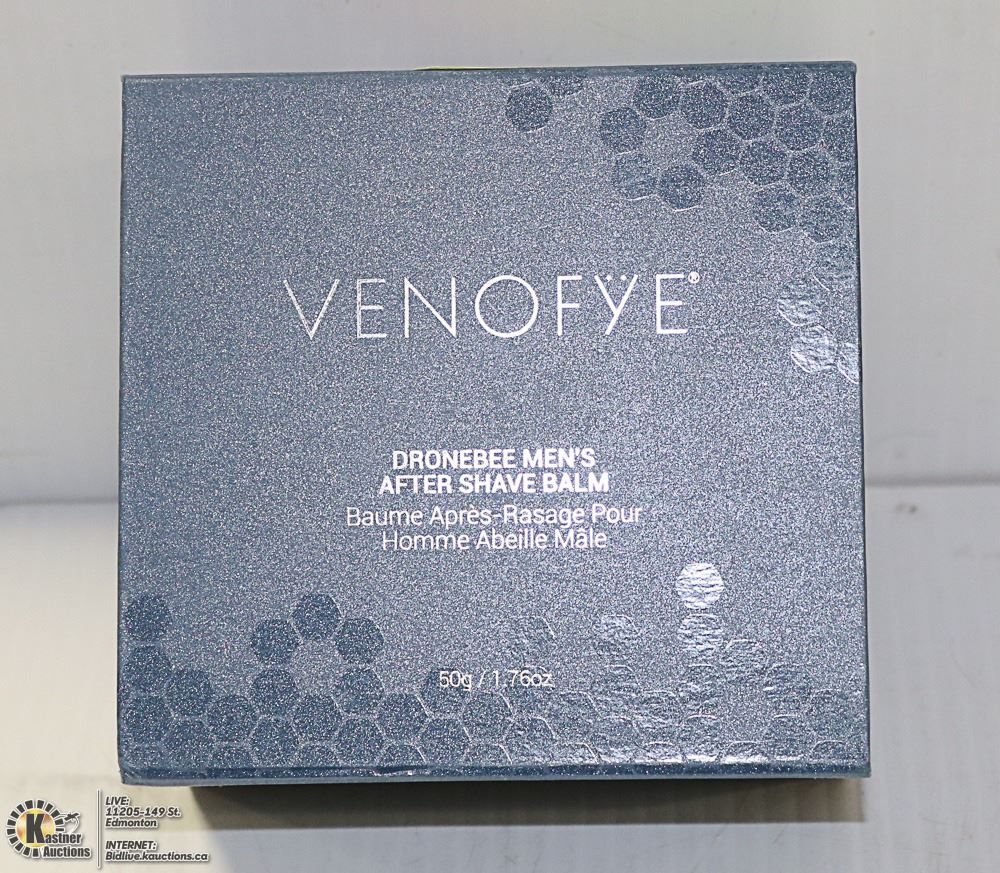 VENOFŸE®
DRONEBEE MEN'S
AFTER SHAVE BALM
Baume Après-Rasage Pour
Homme Abeille Mâle
50g / 1.76oz
Kastner
Auctions
LIVE:
11205-149 St.
Edmonton
INTERNET:
Bidlive.kauctions.ca